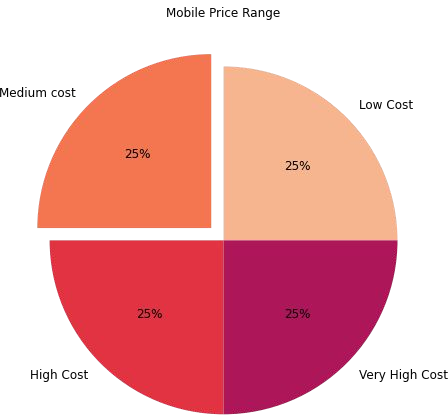 Mobile Price Range
Medium cost
Low Cost
25%
25%
25%
25%
High Cost
Very High Cost